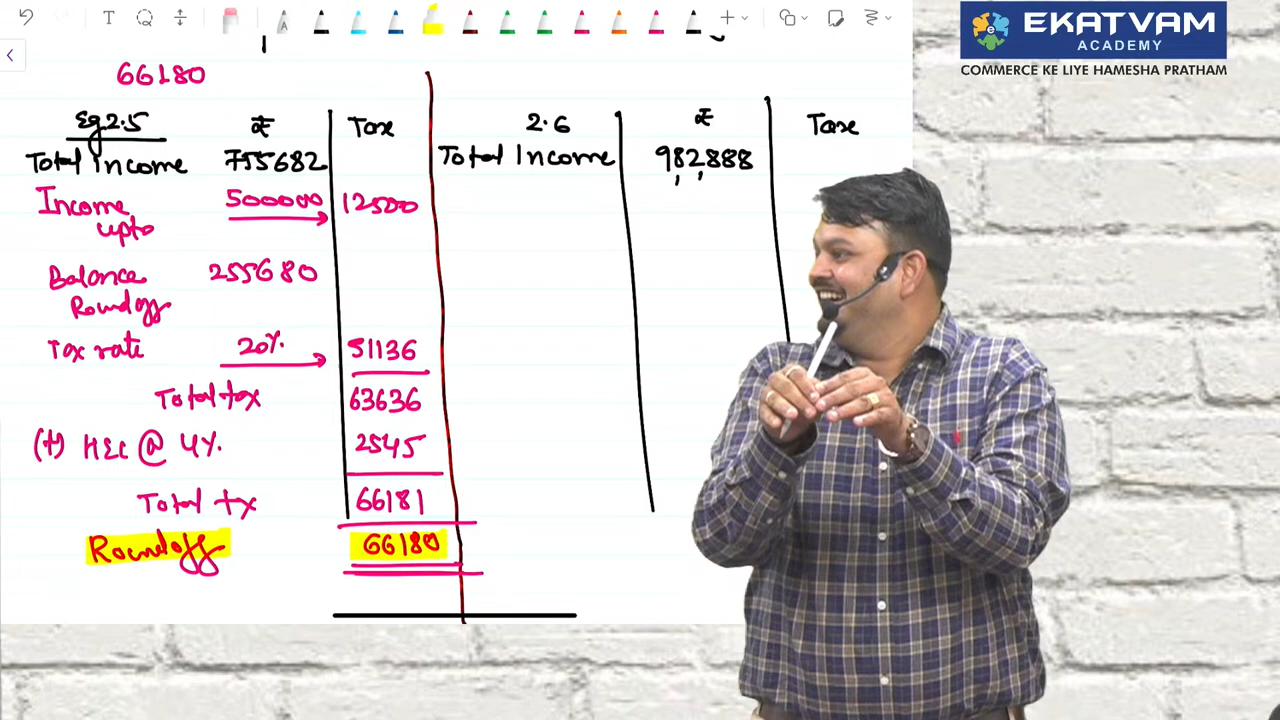 EKATVAM
ACADEMY
COMMERCE KE LIYE HAMESHA PRATHAM
66180
Eg 2.5 ₹ Tax
Total Income 755682
Income upto 500000 12500
Balance 255680
Roundoff
Tax rate 20% 51136
Total tax 63636
(+) HEC @ 4% 2545
Total tx 66181
Roundoff 66180
2.6 ₹ Tax
Total Income 982888